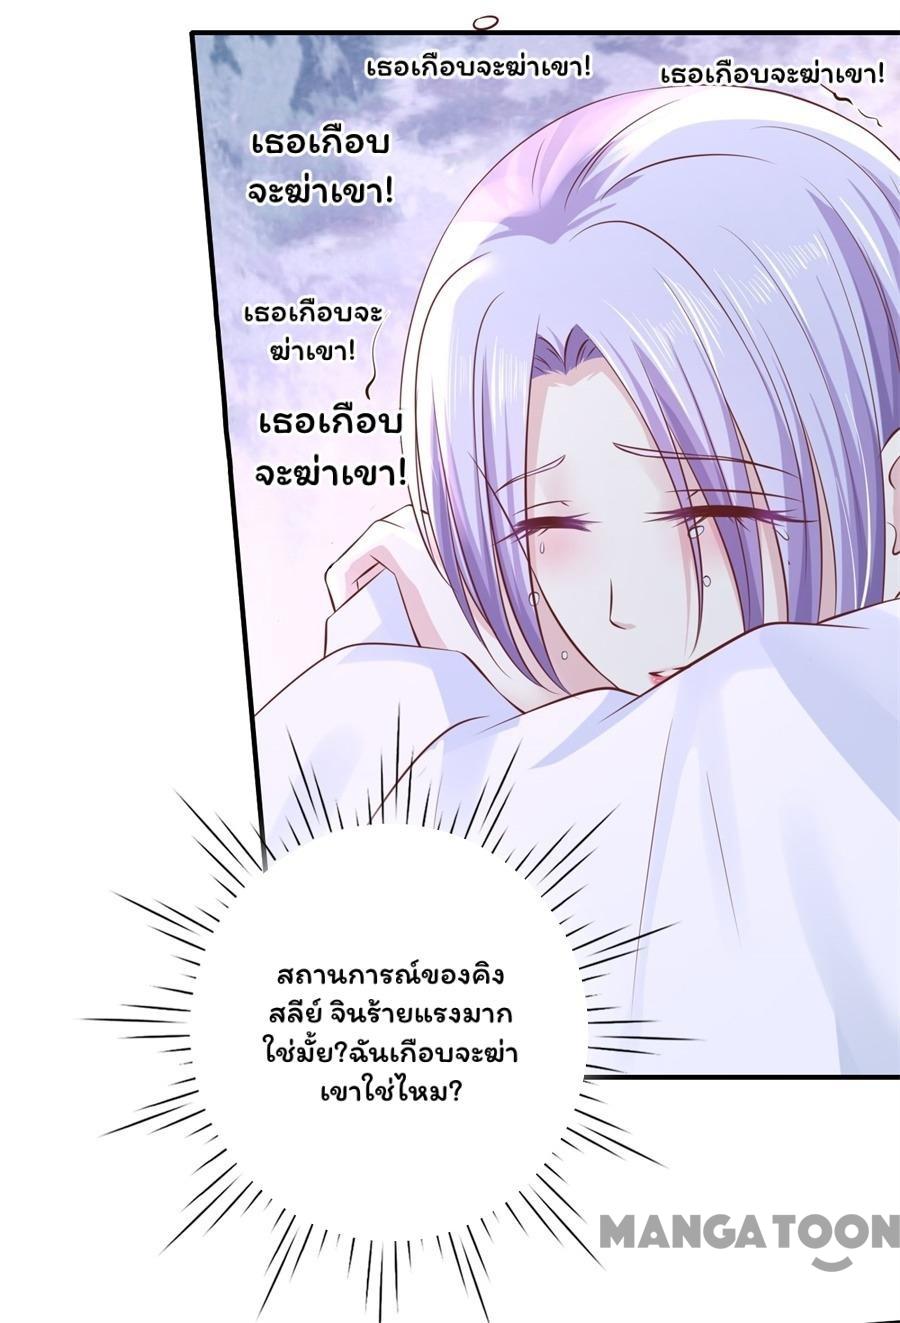 เธอเกือบจะฆ่าเขา!
เธอเกือบจะฆ่าเขา!
เธอเกือบ
จะฆ่าเขา!
เธอเกือบจะ
ฆ่าเขา!
เธอเกือบ
จะฆ่าเขา!
สถานการณ์ของคิง
สลีย์ จินร้ายแรงมาก
ใช่มั้ย?ฉันเกือบจะฆ่า
เขาใช่ไหม?
MANGATOON